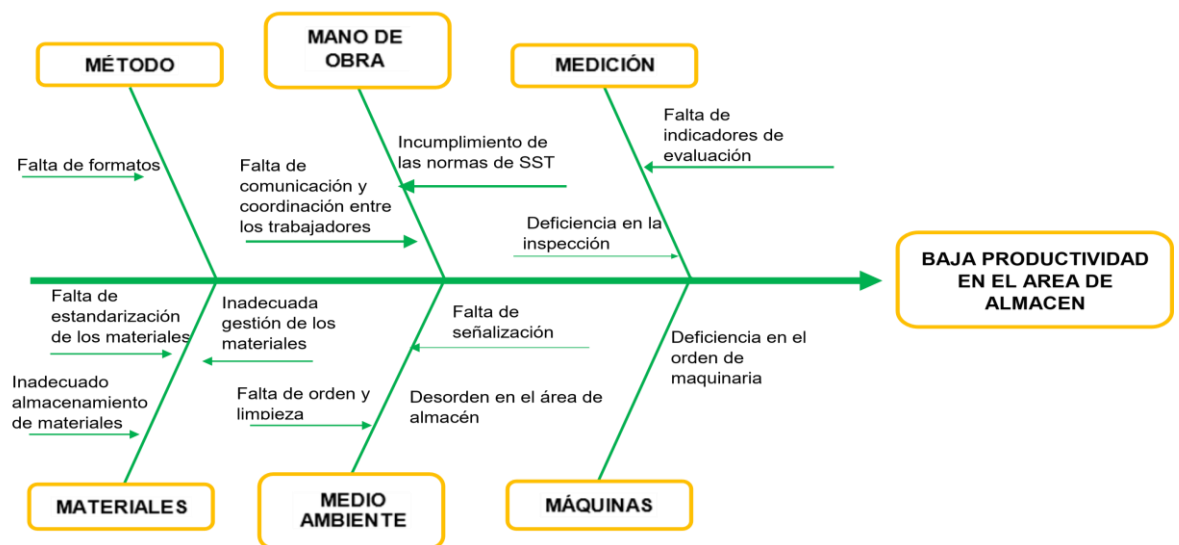 MÉTODO
MANO DE
OBRA
MEDICIÓN
Falta de formatos
Falta de
comunicación y
coordinación entre
los trabajadores
Incumplimiento de
las normas de SST
Falta de
indicadores de
evaluación
Deficiencia en la
inspección
BAJA PRODUCTIVIDAD
EN EL AREA DE
ALMACEN
Falta de
estandarización
de los materiales
Inadecuada
gestión de los
materiales
Inadecuado
almacenamiento
de materiales
Falta de
señalización
Falta de orden y
limpieza
Desorden en el área de
almacén
Deficiencia en el
orden de
maquinaria
MATERIALES
MEDIO
AMBIENTE
MÁQUINAS